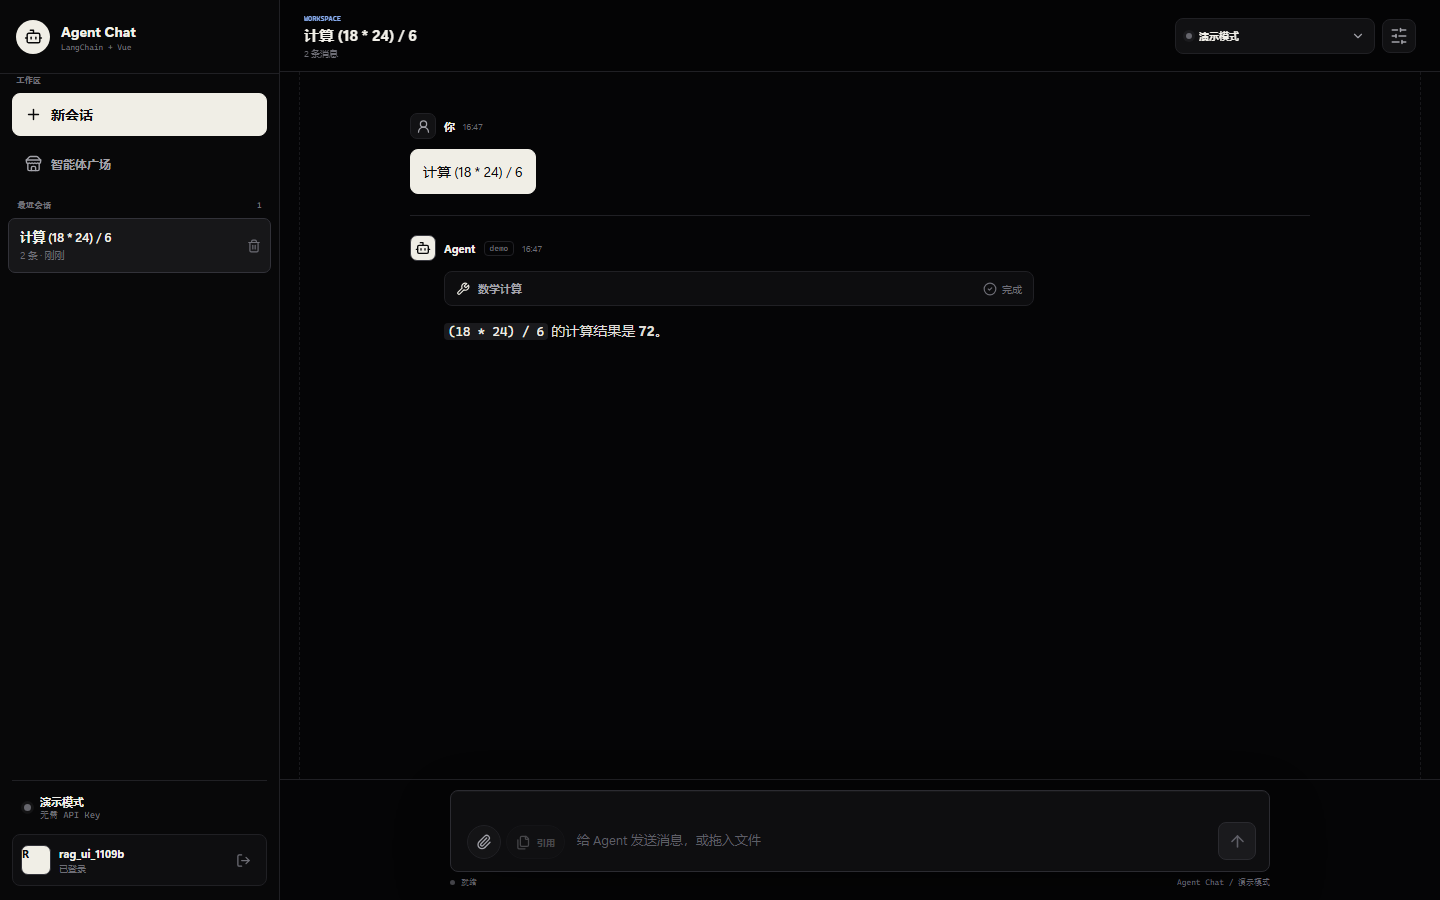 Agent Chat
LangChain + Vue
工作区
新会话
智能体广场
最近会话 1
计算 (18 * 24) / 6
2 条 · 刚刚
演示模式
无需 API Key
R
rag_ui_1109b
已登录
WORKSPACE
计算 (18 * 24) / 6
2 条消息
演示模式
你 16:47
计算 (18 * 24) / 6
Agent demo 16:47
数学计算 完成
(18 * 24) / 6 的计算结果是 72。
引用 给 Agent 发送消息，或拖入文件
就绪 Agent Chat / 演示模式